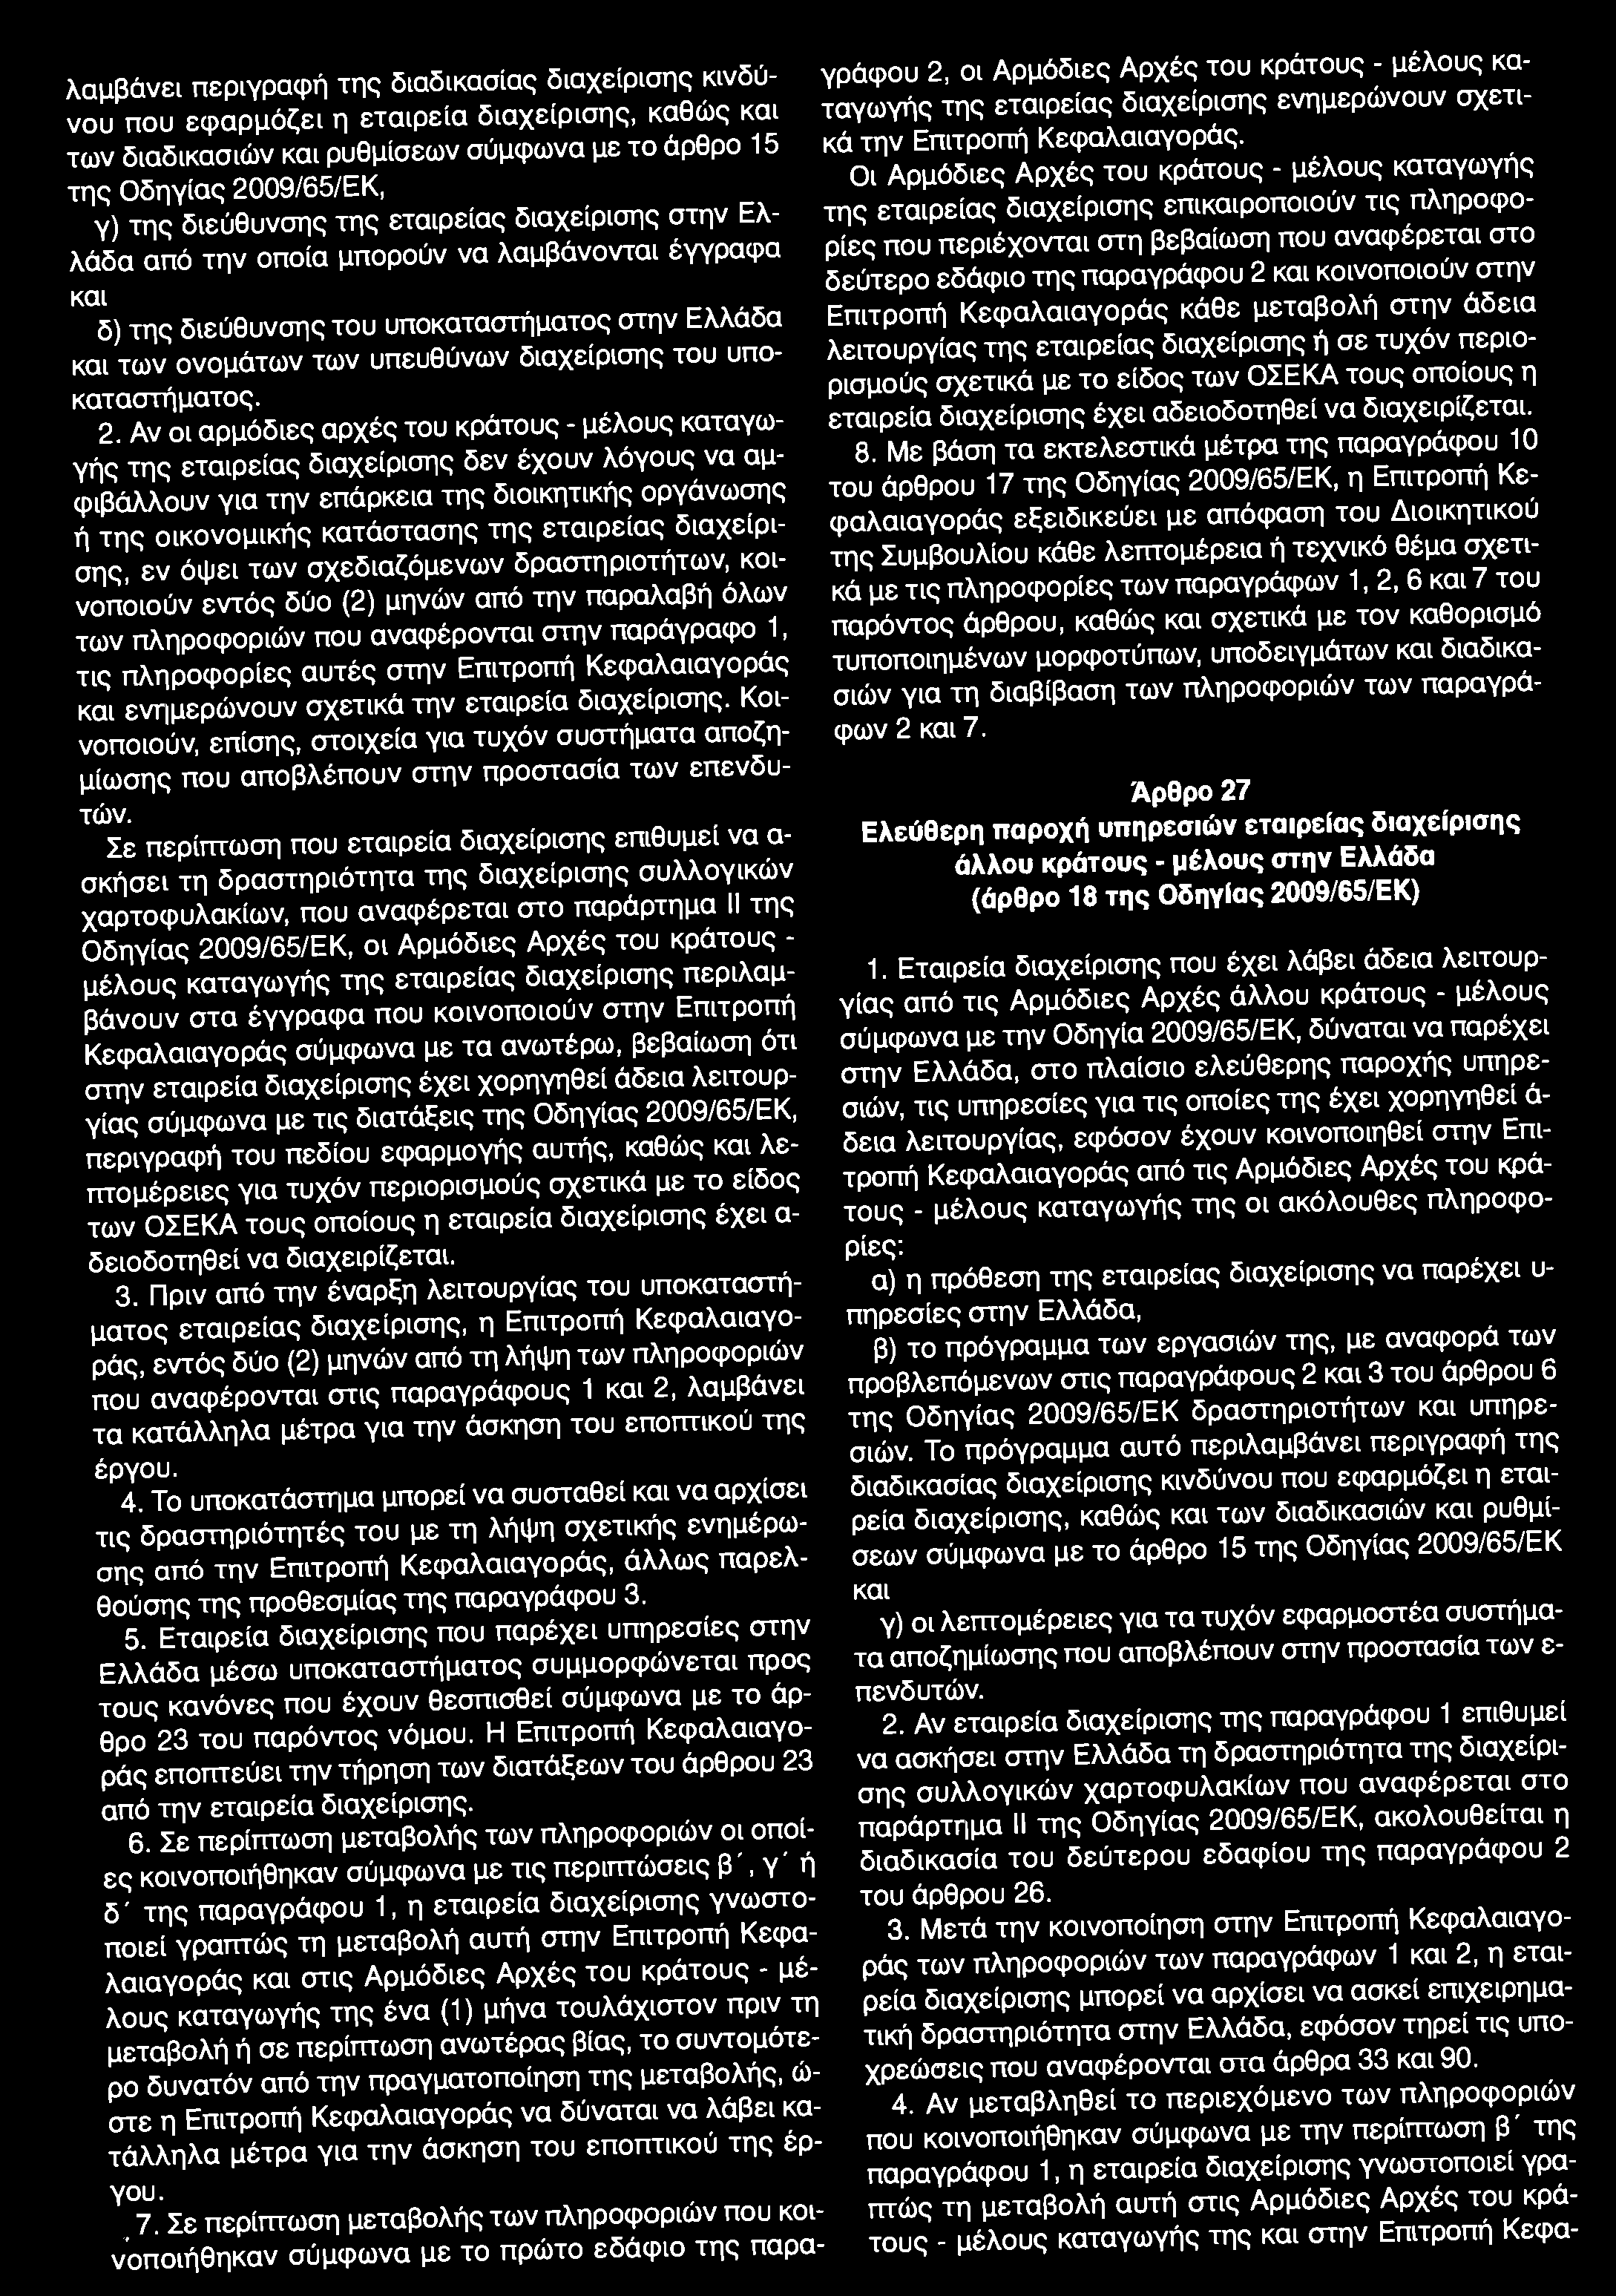 λαμβάνει περιγραφή της διαδικασίας διαχείρισης κινδύ-
νου που εφαρμόζει η εταιρεία διαχείρισης, καθώς και
των διαδικασιών και ρυθμίσεων σύμφωνα με το άρθρο 15
της Οδηγίας 2009/65/ΕΚ,
γ) της διεύθυνσης της εταιρείας διαχείρισης στην Ελ-
λάδα από την οποία μπορούν να λαμβάνονται έγγραφα
και
δ) της διεύθυνσης του υποκαταστήματος στην Ελλάδα
και των ονομάτων των υπευθύνων διαχείρισης του υπο-
καταστήματος.
2. Αν οι αρμόδιες αρχές του κράτους - μέλους καταγω-
γής της εταιρείας διαχείρισης δεν έχουν λόγους να αμ-
φιβάλλουν για την επάρκεια της διοικητικής οργάνωσης
ή της οικονομικής κατάστασης της εταιρείας διαχείρι-
σης, εν όψει των σχεδιαζόμενων δραστηριοτήτων, κοι-
νοποιούν εντός δύο (2) μηνών από την παραλαβή όλων
των πληροφοριών που αναφέρονται στην παράγραφο 1,
τις πληροφορίες αυτές στην Επιτροπή Κεφαλαιαγοράς
και ενημερώνουν σχετικά την εταιρεία διαχείρισης. Κοι-
νοποιούν, επίσης, στοιχεία για τυχόν συστήματα αποζη-
μίωσης που αποβλέπουν στην προστασία των επενδυ-
τών.
Σε περίπτωση που εταιρεία διαχείρισης επιθυμεί να α-
σκήσει τη δραστηριότητα της διαχείρισης συλλογικών
χαρτοφυλακίων, που αναφέρεται στο παράρτημα II της
Οδηγίας 2009/65/ΕΚ, οι Αρμόδιες Αρχές του κράτους -
μέλους καταγωγής της εταιρείας διαχείρισης περιλαμ-
βάνουν στα έγγραφα που κοινοποιούν στην Επιτροπή
Κεφαλαιαγοράς σύμφωνα με τα ανωτέρω, βεβαίωση ότι
στην εταιρεία διαχείρισης έχει χορηγηθεί άδεια λειτουρ-
γίας σύμφωνα με τις διατάξεις της Οδηγίας 2009/65/ΕΚ,
περιγραφή του πεδίου εφαρμογής αυτής, καθώς και λε-
πτομέρειες για τυχόν περιορισμούς σχετικά με το είδος
των ΟΣΕΚΑ τους οποίους η εταιρεία διαχείρισης έχει α-
δειοδοτηθεί να διαχειρίζεται.
3. Πριν από την έναρξη λειτουργίας του υποκαταστή-
ματος εταιρείας διαχείρισης, η Επιτροπή Κεφαλαιαγο-
ράς, εντός δύο (2) μηνών από τη λήψη των πληροφοριών
που αναφέρονται στις παραγράφους 1 και 2, λαμβάνει
τα κατάλληλα μέτρα για την άσκηση του εποπτικού της
έργου.
4. Το υποκατάστημα μπορεί να συσταθεί και να αρχίσει
τις δραστηριότητές του με τη λήψη σχετικής ενημέρω-
σης από την Επιτροπή Κεφαλαιαγοράς, άλλως παρελ-
θούσης της προθεσμίας της παραγράφου 3.
5. Εταιρεία διαχείρισης που παρέχει υπηρεσίες στην
Ελλάδα μέσω υποκαταστήματος συμμορφώνεται προς
τους κανόνες που έχουν θεσπισθεί σύμφωνα με το άρ-
θρο 23 του παρόντος νόμου. Η Επιτροπή Κεφαλαιαγο-
ράς εποπτεύει την τήρηση των διατάξεων του άρθρου 23
από την εταιρεία διαχείρισης.
6. Σε περίπτωση μεταβολής των πληροφοριών οι οποί-
ες κοινοποιήθηκαν σύμφωνα με τις περιπτώσεις β΄, γ΄ ή
δ΄ της παραγράφου 1, η εταιρεία διαχείρισης γνωστο-
ποιεί γραπτώς τη μεταβολή αυτή στην Επιτροπή Κεφα-
λαιαγοράς και στις Αρμόδιες Αρχές του κράτους - μέ-
λους καταγωγής της ένα (1) μήνα τουλάχιστον πριν τη
μεταβολή ή σε περίπτωση ανωτέρας βίας, το συντομότε-
ρο δυνατόν από την πραγματοποίηση της μεταβολής, ώ-
στε η Επιτροπή Κεφαλαιαγοράς να δύναται να λάβει κα-
τάλληλα μέτρα για την άσκηση του εποπτικού της έρ-
γου.
7. Σε περίπτωση μεταβολής των πληροφοριών που κοι-
νοποιήθηκαν σύμφωνα με το πρώτο εδάφιο της παρα-
γράφου 2, οι Αρμόδιες Αρχές του κράτους - μέλους κα-
ταγωγής της εταιρείας διαχείρισης ενημερώνουν σχετι-
κά την Επιτροπή Κεφαλαιαγοράς.
Οι Αρμόδιες Αρχές του κράτους - μέλους καταγωγής
της εταιρείας διαχείρισης επικαιροποιούν τις πληροφο-
ρίες που περιέχονται στη βεβαίωση που αναφέρεται στο
δεύτερο εδάφιο της παραγράφου 2 και κοινοποιούν στην
Επιτροπή Κεφαλαιαγοράς κάθε μεταβολή στην άδεια
λειτουργίας της εταιρείας διαχείρισης ή σε τυχόν περιο-
ρισμούς σχετικά με το είδος των ΟΣΕΚΑ τους οποίους η
εταιρεία διαχείρισης έχει αδειοδοτηθεί να διαχειρίζεται.
8. Με βάση τα εκτελεστικά μέτρα της παραγράφου 10
του άρθρου 17 της Οδηγίας 2009/65/ΕΚ, η Επιτροπή Κε-
φαλαιαγοράς εξειδικεύει με απόφαση του Διοικητικού
της Συμβουλίου κάθε λεπτομέρεια ή τεχνικό θέμα σχετι-
κά με τις πληροφορίες των παραγράφων 1, 2, 6 και 7 του
παρόντος άρθρου, καθώς και σχετικά με τον καθορισμό
τυποποιημένων μορφοτύπων, υποδειγμάτων και διαδικα-
σιών για τη διαβίβαση των πληροφοριών των παραγρά-
φων 2 και 7.
Άρθρο 27
Ελεύθερη παροχή υπηρεσιών εταιρείας διαχείρισης
άλλου κράτους - μέλους στην Ελλάδα
(άρθρο 18 της Οδηγίας 2009/65/ΕΚ)
1. Εταιρεία διαχείρισης που έχει λάβει άδεια λειτουρ-
γίας από τις Αρμόδιες Αρχές άλλου κράτους - μέλους
σύμφωνα με την Οδηγία 2009/65/ΕΚ, δύναται να παρέχει
στην Ελλάδα, στο πλαίσιο ελεύθερης παροχής υπηρε-
σιών, τις υπηρεσίες για τις οποίες της έχει χορηγηθεί ά-
δεια λειτουργίας, εφόσον έχουν κοινοποιηθεί στην Επι-
τροπή Κεφαλαιαγοράς από τις Αρμόδιες Αρχές του κρά-
τους - μέλους καταγωγής της οι ακόλουθες πληροφο-
ρίες:
α) η πρόθεση της εταιρείας διαχείρισης να παρέχει υ-
πηρεσίες στην Ελλάδα,
β) το πρόγραμμα των εργασιών της, με αναφορά των
προβλεπόμενων στις παραγράφους 2 και 3 του άρθρου 6
της Οδηγίας 2009/65/ΕΚ δραστηριοτήτων και υπηρε-
σιών. Το πρόγραμμα αυτό περιλαμβάνει περιγραφή της
διαδικασίας διαχείρισης κινδύνου που εφαρμόζει η εται-
ρεία διαχείρισης, καθώς και των διαδικασιών και ρυθμί-
σεων σύμφωνα με το άρθρο 15 της Οδηγίας 2009/65/ΕΚ
και
γ) οι λεπτομέρειες για τα τυχόν εφαρμοστέα συστήμα-
τα αποζημίωσης που αποβλέπουν στην προστασία των ε-
πενδυτών.
2. Αν εταιρεία διαχείρισης της παραγράφου 1 επιθυμεί
να ασκήσει στην Ελλάδα τη δραστηριότητα της διαχείρι-
σης συλλογικών χαρτοφυλακίων που αναφέρεται στο
παράρτημα II της Οδηγίας 2009/65/ΕΚ, ακολουθείται η
διαδικασία του δεύτερου εδαφίου της παραγράφου 2
του άρθρου 26.
3. Μετά την κοινοποίηση στην Επιτροπή Κεφαλαιαγο-
ράς των πληροφοριών των παραγράφων 1 και 2, η εται-
ρεία διαχείρισης μπορεί να αρχίσει να ασκεί επιχειρημα-
τική δραστηριότητα στην Ελλάδα, εφόσον τηρεί τις υπο-
χρεώσεις που αναφέρονται στα άρθρα 33 και 90.
4. Αν μεταβληθεί το περιεχόμενο των πληροφοριών
που κοινοποιήθηκαν σύμφωνα με την περίπτωση β΄ της
παραγράφου 1, η εταιρεία διαχείρισης γνωστοποιεί γρα-
πτώς τη μεταβολή αυτή στις Αρμόδιες Αρχές του κρά-
τους - μέλους καταγωγής της και στην Επιτροπή Κεφα-